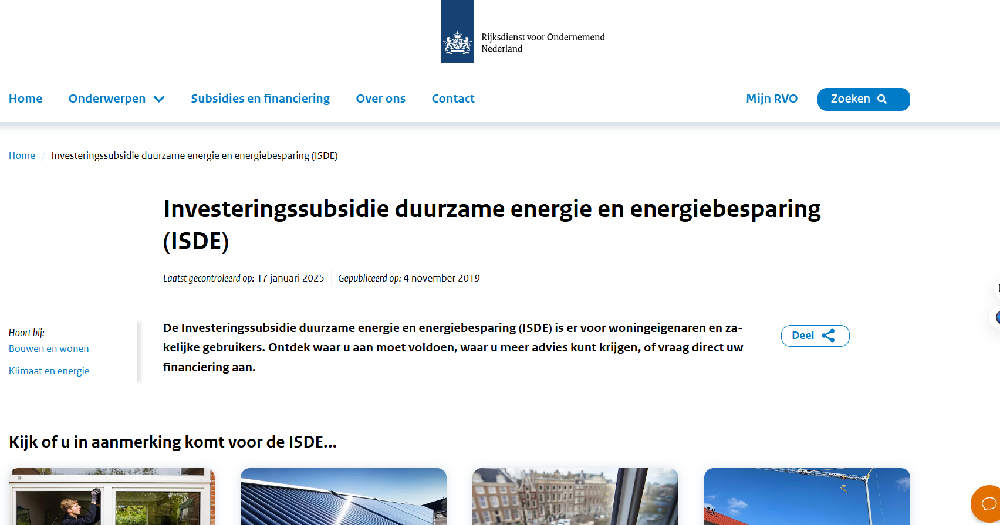 Rijksdienst voor Ondernemend
Nederland
Home
Onderwerpen
Subsidies en financiering
Over ons
Contact
Mijn RVO
Zoeken
Home / Investeringssubsidie duurzame energie en energiebesparing (ISDE)
Investeringssubsidie duurzame energie en energiebesparing
(ISDE)
Laatst gecontroleerd op: 17 januari 2025
Gepubliceerd op: 4 november 2019
Hoort bij:
Bouwen en wonen
Klimaat en energie
De Investeringssubsidie duurzame energie en energiebesparing (ISDE) is er voor woningeigenaren en za-
kelijke gebruikers. Ontdek waar u aan moet voldoen, waar u meer advies kunt krijgen, of vraag direct uw
financiering aan.
Deel
Kijk of u in aanmerking komt voor de ISDE...